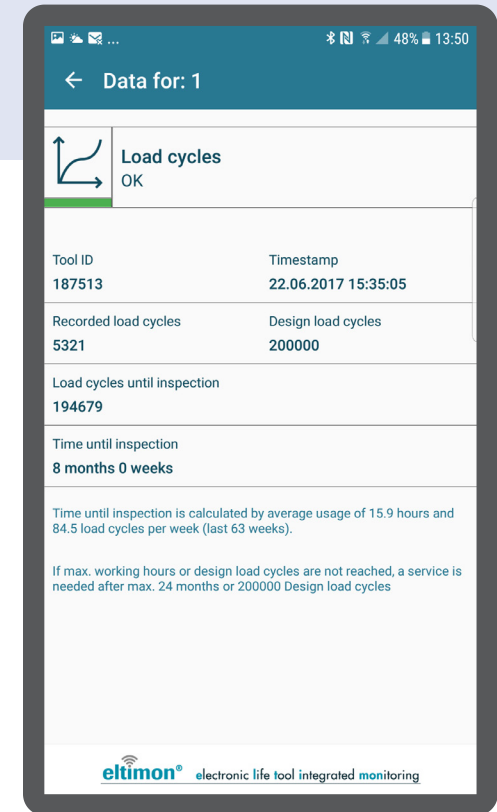 ... 48% 13:50
Data for: 1
Load cycles
OK
Tool ID Timestamp
187513 22.06.2017 15:35:05
Recorded load cycles Design load cycles
5321 200000
Load cycles until inspection
194679
Time until inspection
8 months 0 weeks
Time until inspection is calculated by average usage of 15.9 hours and
84.5 load cycles per week (last 63 weeks).
If max. working hours or design load cycles are not reached, a service is
needed after max. 24 months or 200000 Design load cycles
eltimon® electronic life tool integrated monitoring